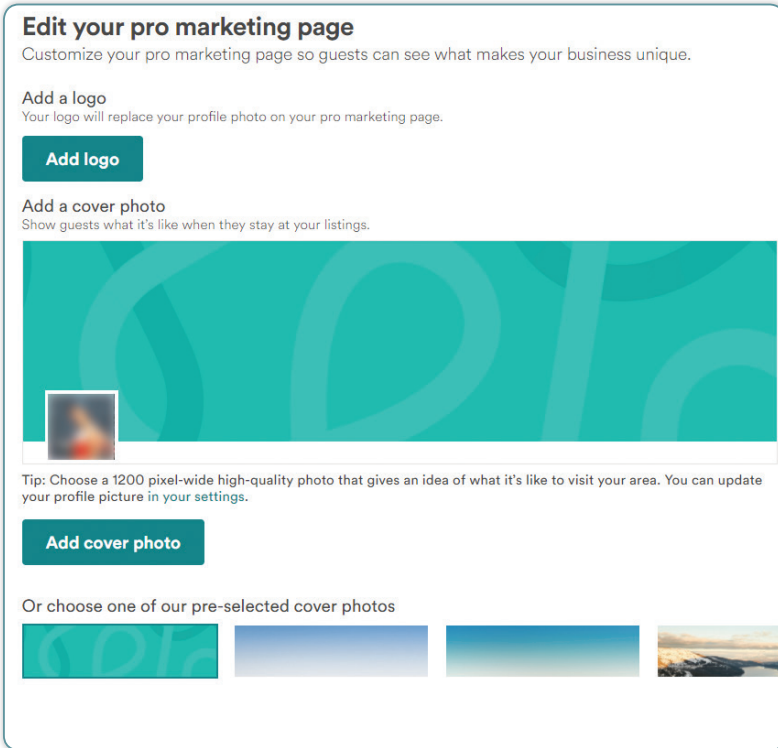 Edit your pro marketing page
Customize your pro marketing page so guests can see what makes your business unique.
Add a logo
Your logo will replace your profile photo on your pro marketing page.
Add logo
Add a cover photo
Show guests what it's like when they stay at your listings.
Tip: Choose a 1200 pixel-wide high-quality photo that gives an idea of what it's like to visit your area. You can update
your profile picture in your settings.
Add cover photo
Or choose one of our pre-selected cover photos